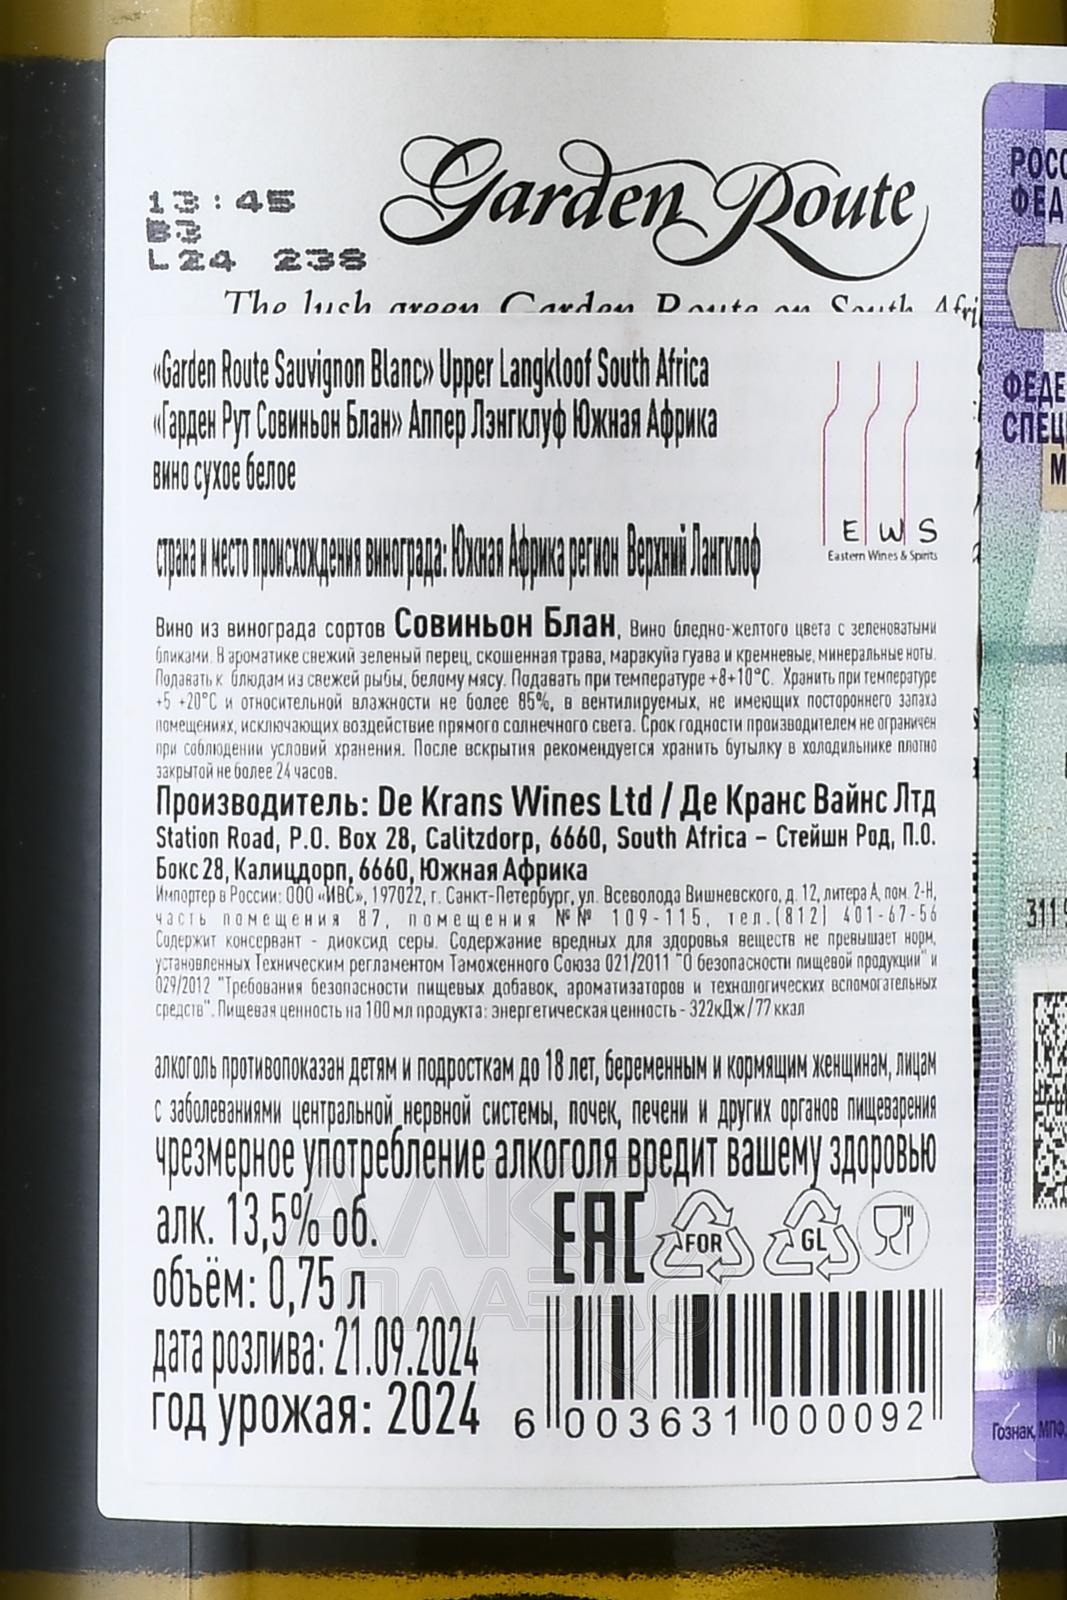 Garden Route
13:45
B3
L24 238
The lush green Garden Route on South Afri
«Garden Route Sauvignon Blanc» Upper Langkloof South Africa
«Гарден Рут Совиньон Блан» Аппер Лэнгклуф Южная Африка
вино сухое белое
E W S
Eastern Wines & Spirits
страна и место происхождения винограда: Южная Африка регион Верхний Лангклоф
Вино из винограда сортов Совиньон Блан, Вино бледно-желтого цвета с зеленоватыми
бликами. В аромате свежий зеленый перец, скошенная трава, маракуйя гуава и кремневые, минеральные ноты.
Подавать к блюдам из свежей рыбы, белому мясу. Подавать при температуре +8+10°C. Хранить при температуре
+5 +20°C и относительной влажности не более 85%, в вентилируемых, не имеющих постороннего запаха
помещениях, исключающих воздействие прямого солнечного света. Срок годности производителем не ограничен
при соблюдении условий хранения. После вскрытия рекомендуется хранить бутылку в холодильнике плотно
закрытой не более 24 часов.
Производитель: De Krans Wines Ltd / Де Кранс Вайнс Лтд
Station Road, P.O. Box 28, Calitzdorp, 6660, South Africa – Стейшн Род, П.О.
Бокс 28, Калицдорп, 6660, Южная Африка
Импортер в России: ООО «ИВС», 197022, г. Санкт-Петербург, ул. Всеволода Вишневского, д. 12, литера А, пом. 2-Н,
часть помещения 87, помещения №№ 109-115, тел.(812) 401-67-56
Содержит консервант - диоксид серы. Содержание вредных для здоровья веществ не превышает норм,
установленных Техническим регламентом Таможенного Союза 021/2011 "О безопасности пищевой продукции" и
029/2012 "Требования безопасности пищевых добавок, ароматизаторов и технологических вспомогательных
средств". Пищевая ценность на 100 мл продукта: энергетическая ценность - 322кДж/77 ккал
алкоголь противопоказан детям и подросткам до 18 лет, беременным и кормящим женщинам, лицам
с заболеваниями центральной нервной системы, почек, печени и других органов пищеварения
чрезмерное употребление алкоголя вредит вашему здоровью
алк. 13,5% об.
объём: 0,75 л
дата розлива: 21.09.2024
год урожая: 2024
EAC
FOR
GL
6 003631 000092
АЛКО
ПЛАЗА
РОСС
ФЕД
ФЕДЕ
СПЕЦ
М
311
Гознак, МПФ,